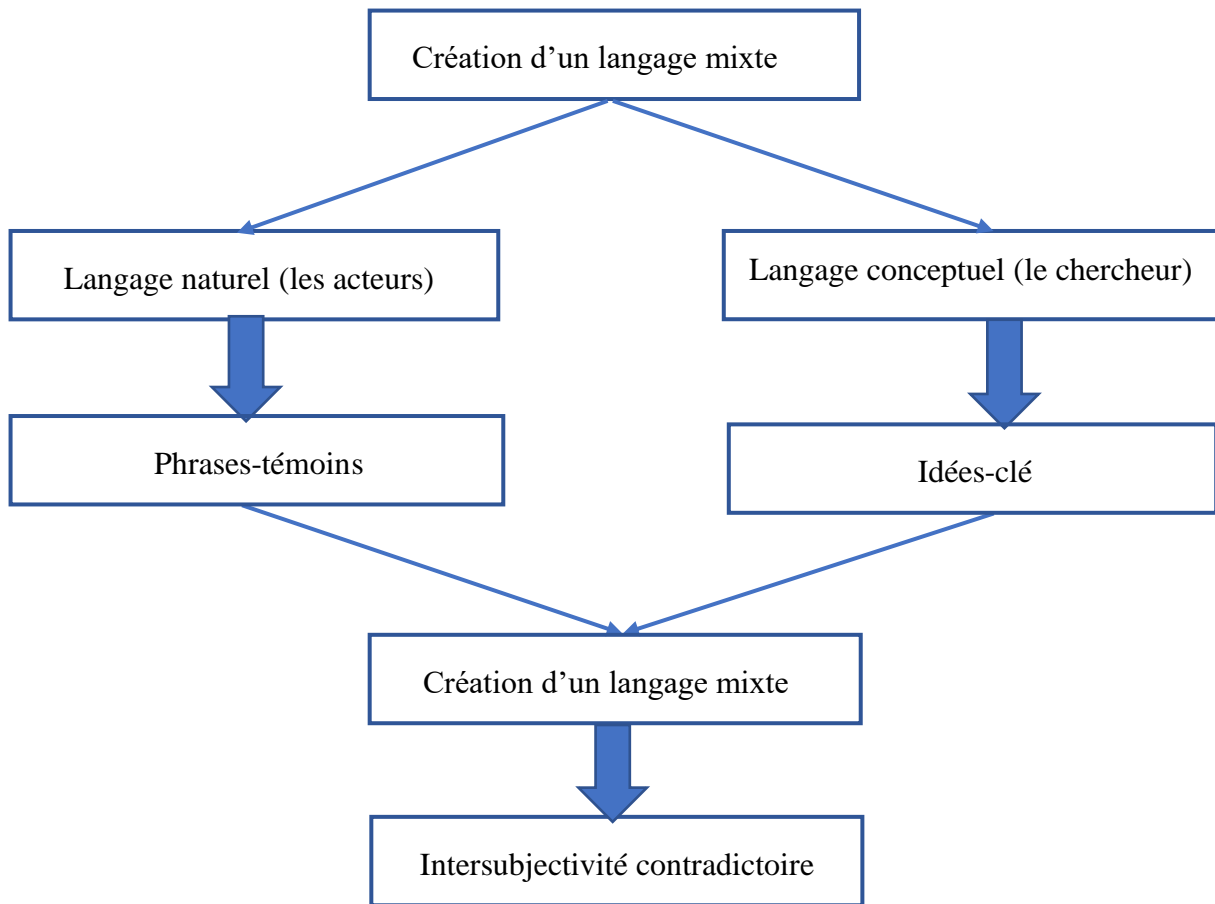 Création d’un langage mixte
Langage naturel (les acteurs)
Langage conceptuel (le chercheur)
Phrases-témoins
Idées-clé
Création d’un langage mixte
Intersubjectivité contradictoire